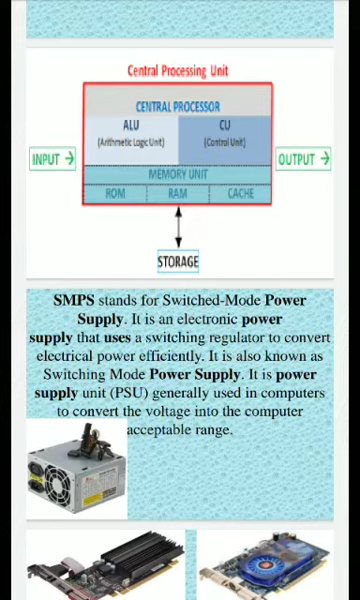 Central Processing Unit
CENTRAL PROCESSOR
ALU
(Arithmetic Logic Unit)
CU
(Control Unit)
INPUT →
OUTPUT →
MEMORY UNIT
ROM
RAM
CACHE
STORAGE
SMPS stands for Switched-Mode Power
Supply. It is an electronic power
supply that uses a switching regulator to convert
electrical power efficiently. It is also known as
Switching Mode Power Supply. It is power
supply unit (PSU) generally used in computers
to convert the voltage into the computer
acceptable range.